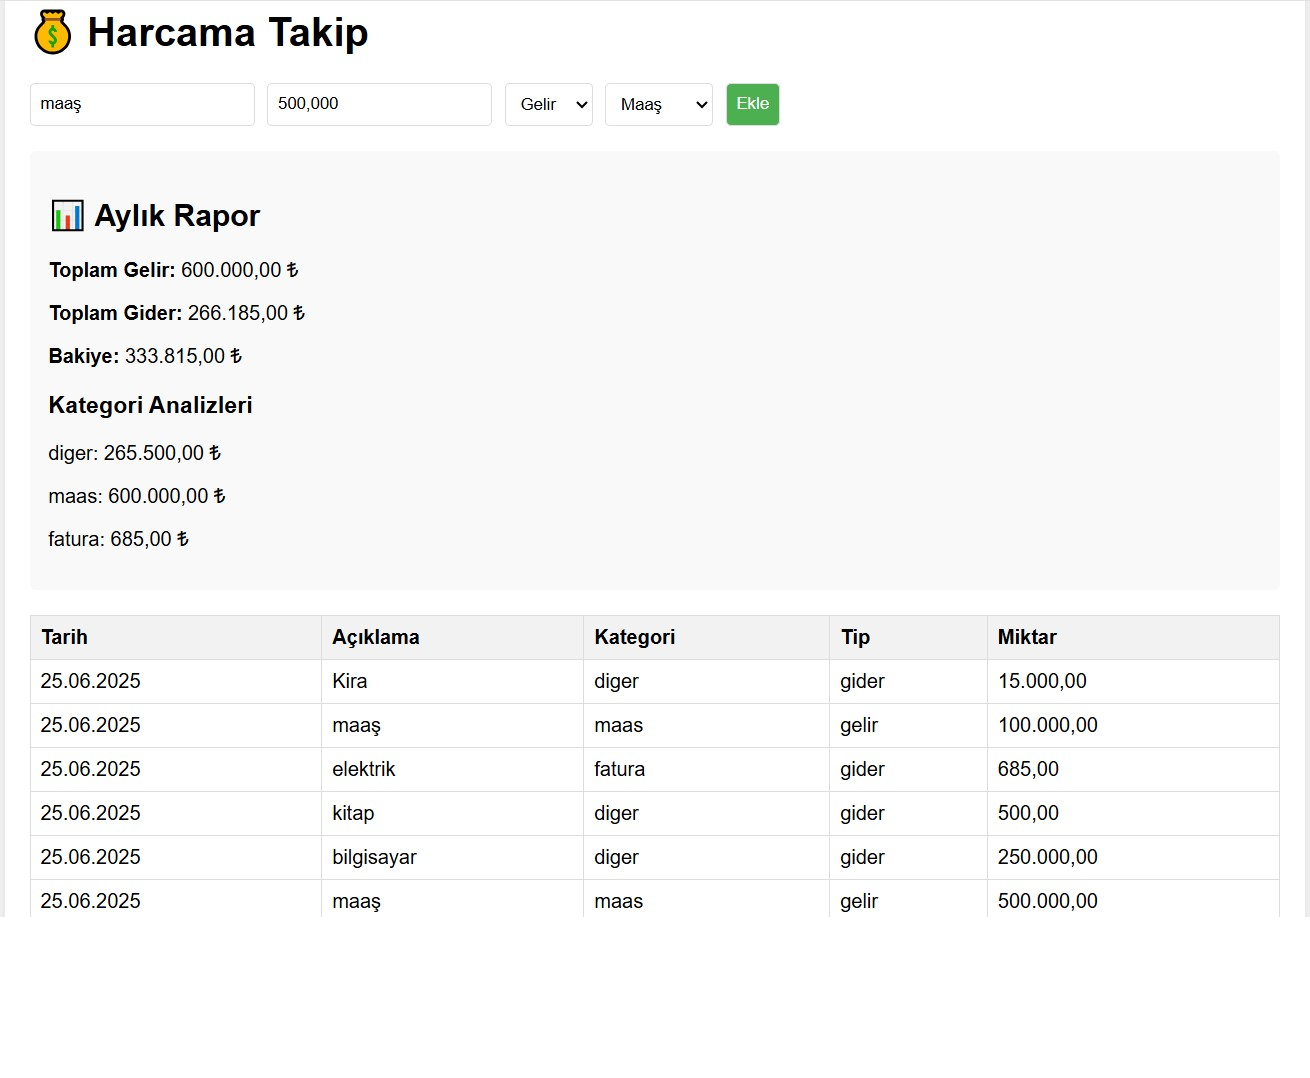 Harcama Takip
maaş 500,000 Gelir Maaş Ekle
Aylık Rapor
Toplam Gelir: 600.000,00 ₺
Toplam Gider: 266.185,00 ₺
Bakiye: 333.815,00 ₺
Kategori Analizleri
diger: 265.500,00 ₺
maas: 600.000,00 ₺
fatura: 685,00 ₺
Tarih Açıklama Kategori Tip Miktar
25.06.2025 Kira diger gider 15.000,00
25.06.2025 maaş maas gelir 100.000,00
25.06.2025 elektrik fatura gider 685,00
25.06.2025 kitap diger gider 500,00
25.06.2025 bilgisayar diger gider 250.000,00
25.06.2025 maaş maas gelir 500.000,00